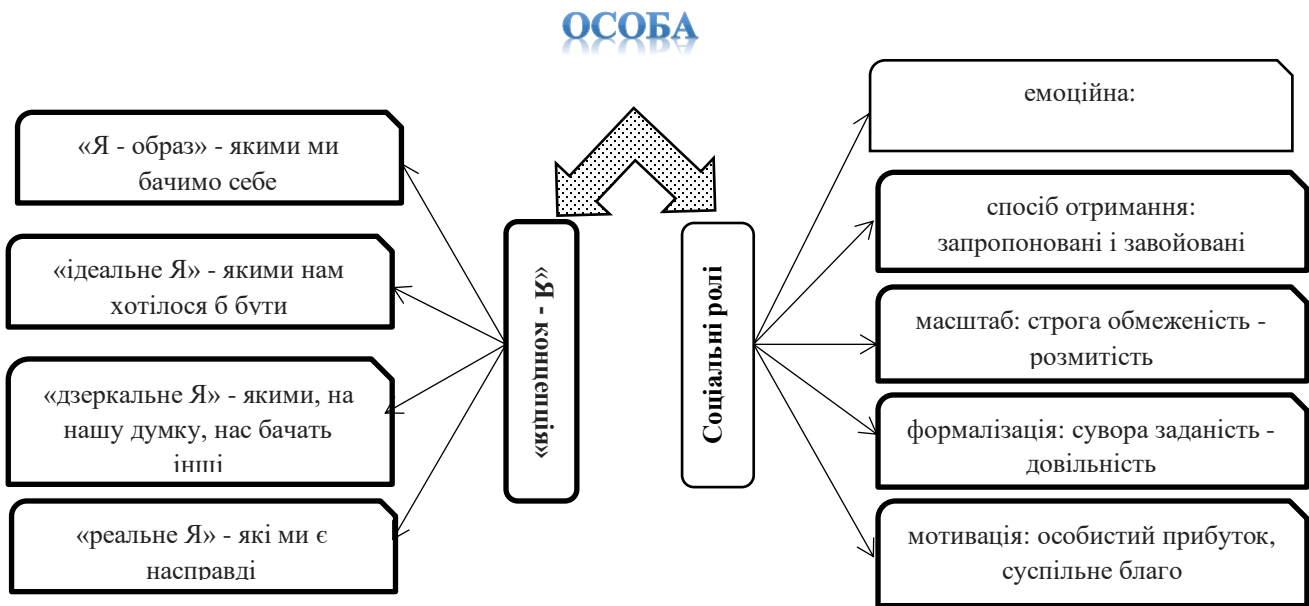 ОСОБА
«Я - образ» - якими ми
бачимо себе
«ідеальне Я» - якими нам
хотілося б бути
«дзеркальне Я» - якими, на
нашу думку, нас бачать
інші
«реальне Я» - які ми є
насправді
«Я - концепція»
Соціальні ролі
емоційна:
спосіб отримання:
запропоновані і завойовані
масштаб: строга обмеженість -
розмитість
формалізація: сувора заданість -
довільність
мотивація: особистий прибуток,
суспільне благо